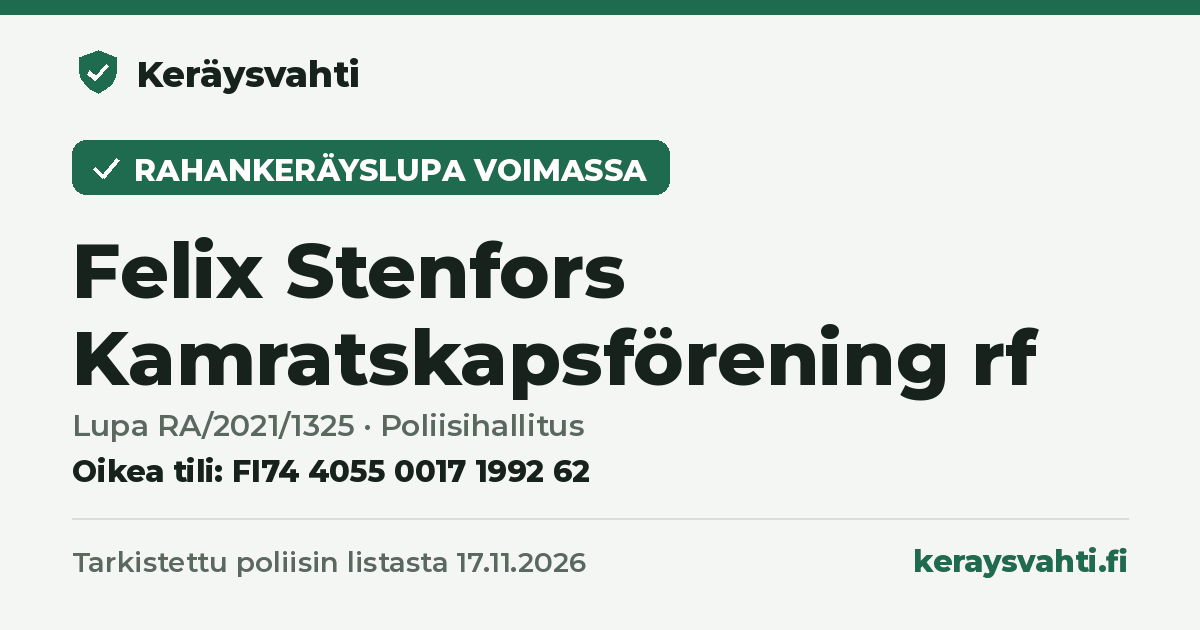 Keräysvahti
RAHANKERÄYSLUPA VOIMASSA
Felix Stenfors
Kamratskapsförening rf
Lupa RA/2021/1325 · Poliisihallitus
Oikea tili: FI74 4055 0017 1992 62
Tarkistettu poliisin listasta 17.11.2026
keraysvahti.fi